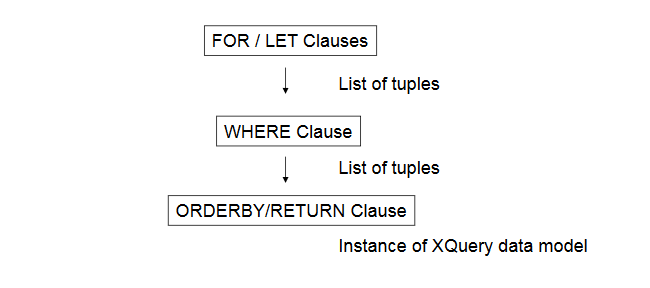 FOR / LET Clauses
List of tuples
WHERE Clause
List of tuples
ORDERBY/RETURN Clause
Instance of XQuery data model